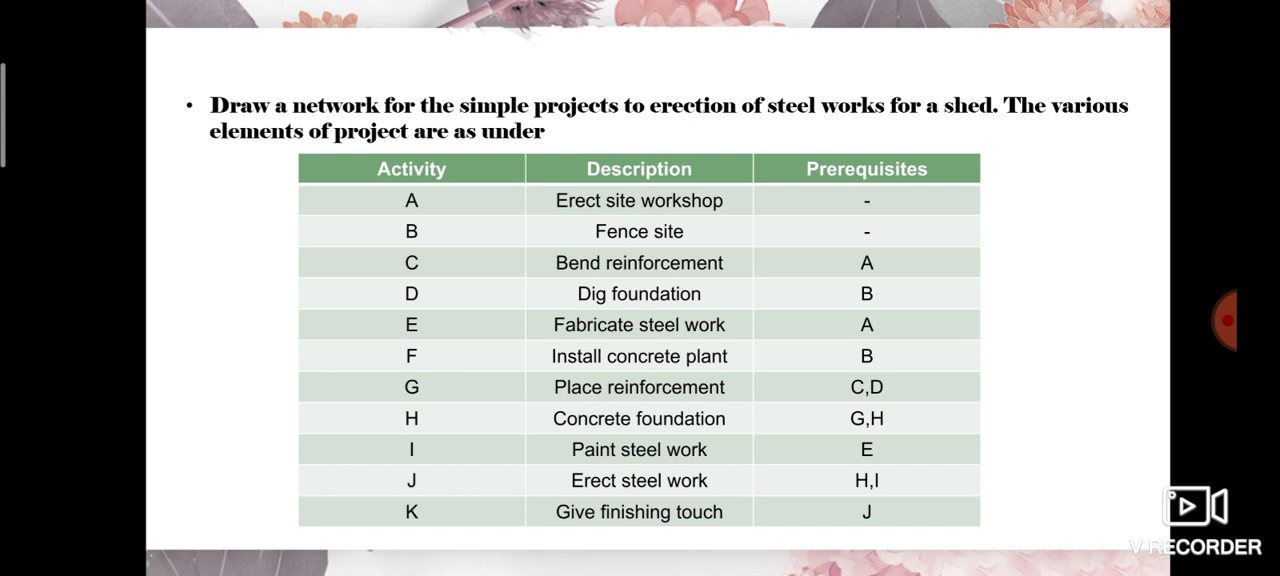 • Draw a network for the simple projects to erection of steel works for a shed. The various
elements of project are as under
Activity Description Prerequisites
A Erect site workshop -
B Fence site -
C Bend reinforcement A
D Dig foundation B
E Fabricate steel work A
F Install concrete plant B
G Place reinforcement C,D
H Concrete foundation G,H
I Paint steel work E
J Erect steel work H,I
K Give finishing touch J
V RECORDER